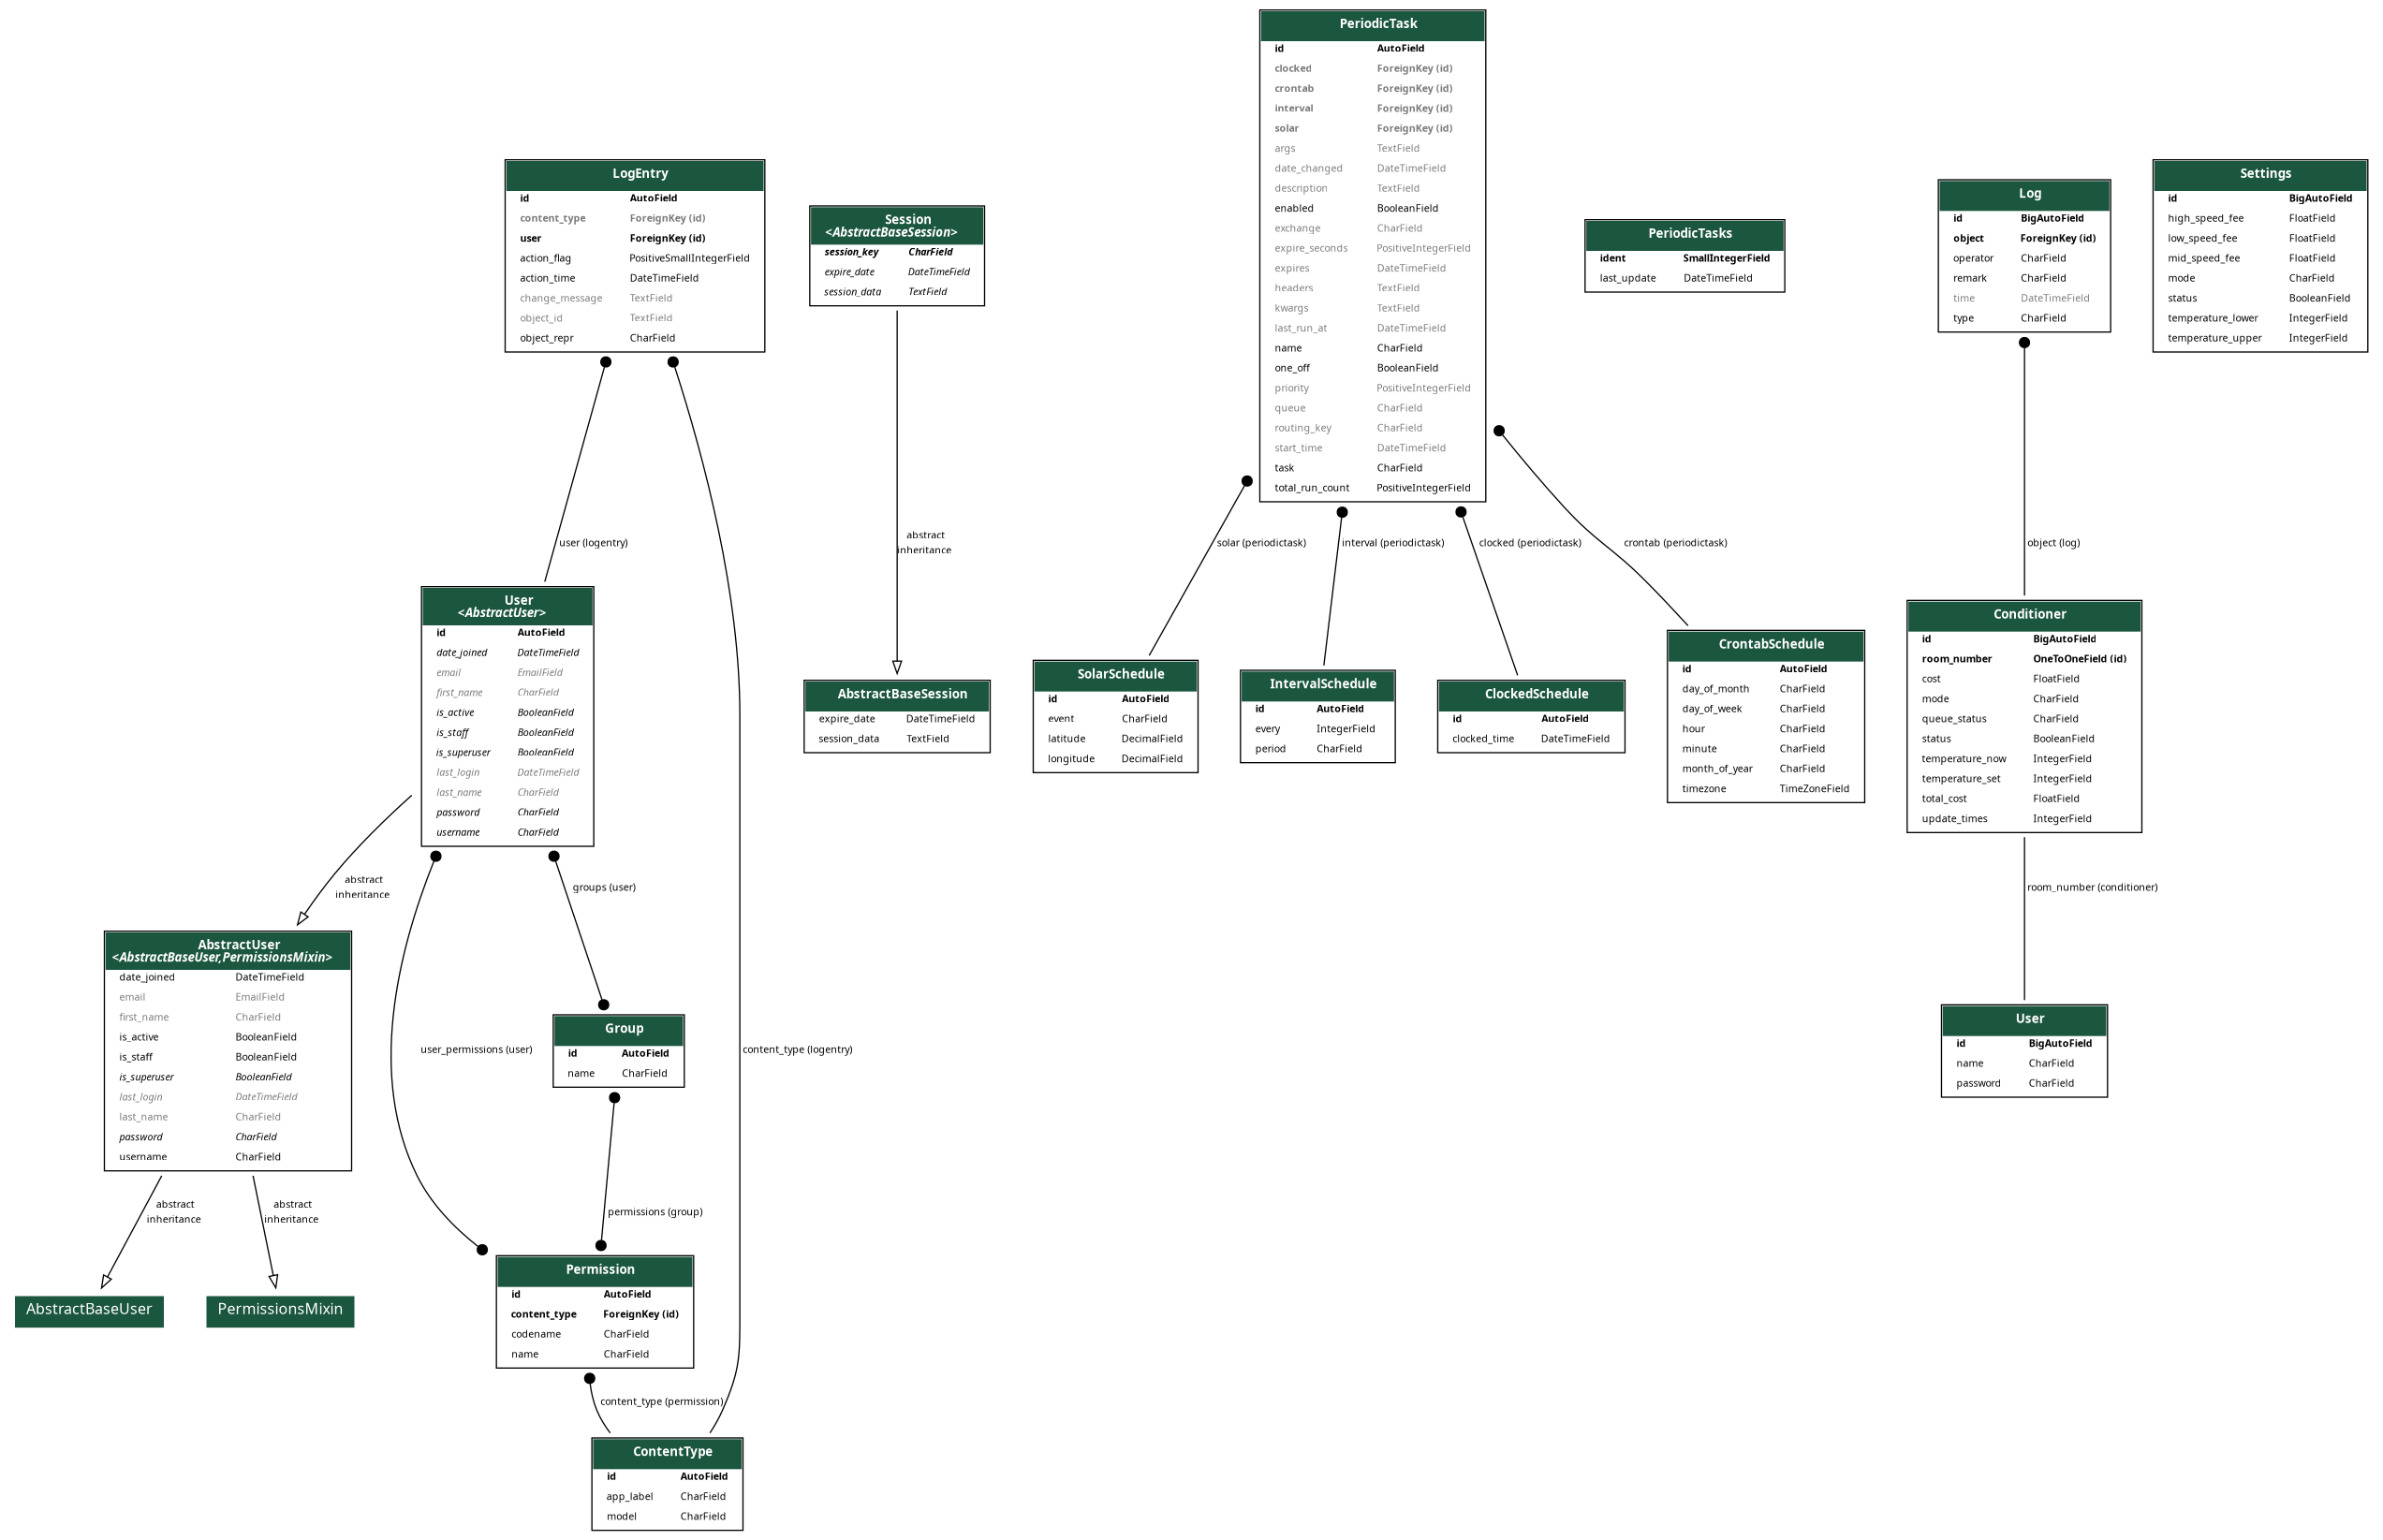 PeriodicTask
id AutoField
clocked ForeignKey (id)
crontab ForeignKey (id)
interval ForeignKey (id)
solar ForeignKey (id)
args TextField
date_changed DateTimeField
description TextField
enabled BooleanField
exchange CharField
expire_seconds PositiveIntegerField
expires DateTimeField
headers TextField
kwargs TextField
last_run_at DateTimeField
name CharField
one_off BooleanField
priority PositiveIntegerField
queue CharField
routing_key CharField
start_time DateTimeField
task CharField
total_run_count PositiveIntegerField
LogEntry
id AutoField
content_type ForeignKey (id)
user ForeignKey (id)
action_flag PositiveSmallIntegerField
action_time DateTimeField
change_message TextField
object_id TextField
object_repr CharField
Session
<AbstractBaseSession>
session_key CharField
expire_date DateTimeField
session_data TextField
PeriodicTasks
ident SmallIntegerField
last_update DateTimeField
Log
id BigAutoField
object ForeignKey (id)
operator CharField
remark CharField
time DateTimeField
type CharField
Settings
id BigAutoField
high_speed_fee FloatField
low_speed_fee FloatField
mid_speed_fee FloatField
mode CharField
status BooleanField
temperature_lower IntegerField
temperature_upper IntegerField
user (logentry)
abstract
inheritance
solar (periodictask)
interval (periodictask)
clocked (periodictask)
crontab (periodictask)
object (log)
User
<AbstractUser>
id AutoField
date_joined DateTimeField
email EmailField
first_name CharField
is_active BooleanField
is_staff BooleanField
is_superuser BooleanField
last_login DateTimeField
last_name CharField
password CharField
username CharField
AbstractBaseSession
expire_date DateTimeField
session_data TextField
SolarSchedule
id AutoField
event CharField
latitude DecimalField
longitude DecimalField
IntervalSchedule
id AutoField
every IntegerField
period CharField
ClockedSchedule
id AutoField
clocked_time DateTimeField
CrontabSchedule
id AutoField
day_of_month CharField
day_of_week CharField
hour CharField
minute CharField
month_of_year CharField
timezone TimeZoneField
Conditioner
id BigAutoField
room_number OneToOneField (id)
cost FloatField
mode CharField
queue_status CharField
status BooleanField
temperature_now IntegerField
temperature_set IntegerField
total_cost FloatField
update_times IntegerField
abstract
inheritance
groups (user)
room_number (conditioner)
AbstractUser
<AbstractBaseUser,PermissionsMixin>
date_joined DateTimeField
email EmailField
first_name CharField
is_active BooleanField
is_staff BooleanField
is_superuser BooleanField
last_login DateTimeField
last_name CharField
password CharField
username CharField
user_permissions (user)
Group
id AutoField
name CharField
content_type (logentry)
User
id BigAutoField
name CharField
password CharField
abstract
inheritance
abstract
inheritance
permissions (group)
AbstractBaseUser
PermissionsMixin
Permission
id AutoField
content_type ForeignKey (id)
codename CharField
name CharField
content_type (permission)
ContentType
id AutoField
app_label CharField
model CharField